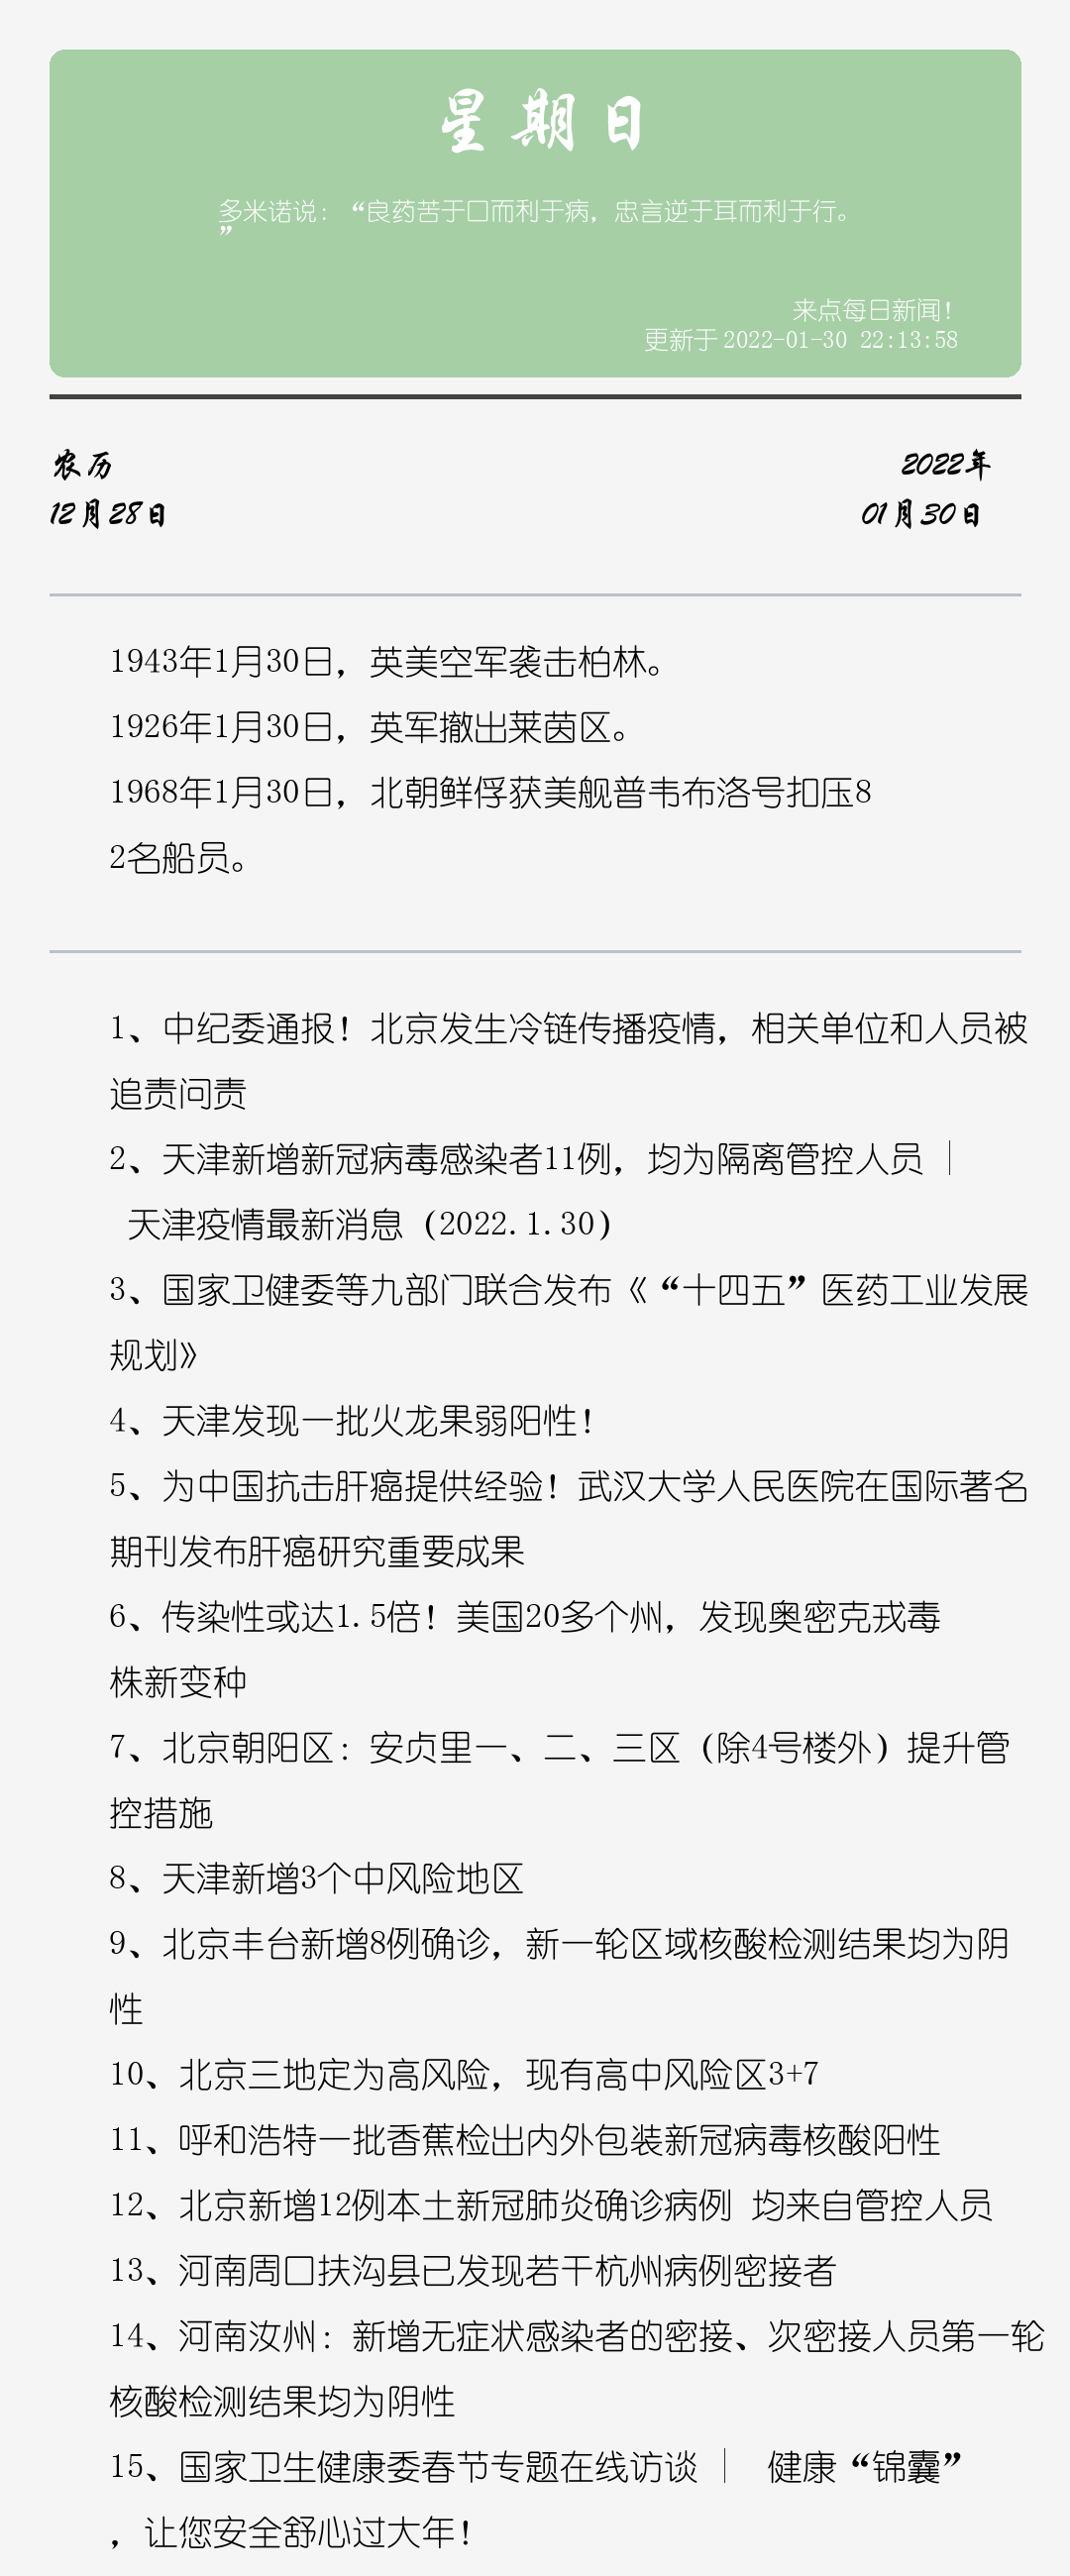 星期日
多米诺说：“良药苦于口而利于病，忠言逆于耳而利于行。
”
来点每日新闻！
更新于 2022-01-30 22:13:58
农历
2022年
12月28日
01月30日
1943年1月30日，英美空军袭击柏林。
1926年1月30日，英军撤出莱茵区。
1968年1月30日，北朝鲜俘获美舰普韦布洛号扣压8
2名船员。
1、中纪委通报！北京发生冷链传播疫情，相关单位和人员被
追责问责
2、天津新增新冠病毒感染者11例，均为隔离管控人员 |
天津疫情最新消息（2022.1.30）
3、国家卫健委等九部门联合发布《“十四五”医药工业发展
规划》
4、天津发现一批火龙果弱阳性！
5、为中国抗击肝癌提供经验！武汉大学人民医院在国际著名
期刊发布肝癌研究重要成果
6、传染性或达1.5倍！美国20多个州，发现奥密克戎毒
株新变种
7、北京朝阳区：安贞里一、二、三区（除4号楼外）提升管
控措施
8、天津新增3个中风险地区
9、北京丰台新增8例确诊，新一轮区域核酸检测结果均为阴
性
10、北京三地定为高风险，现有高中风险区3+7
11、呼和浩特一批香蕉检出内外包装新冠病毒核酸阳性
12、北京新增12例本土新冠肺炎确诊病例 均来自管控人员
13、河南周口扶沟县已发现若干杭州病例密接者
14、河南汝州：新增无症状感染者的密接、次密接人员第一轮
核酸检测结果均为阴性
15、国家卫生健康委春节专题在线访谈 | 健康“锦囊”
，让您安全舒心过大年！